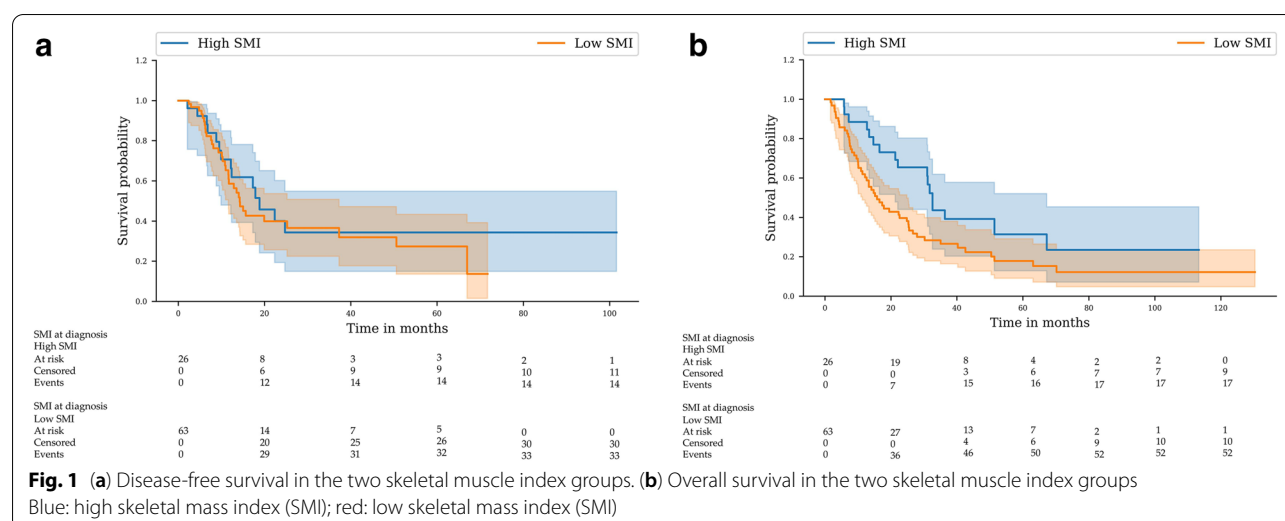 a
High SMI
Low SMI
1.2
1.0
0.8
0.6
0.4
0.2
0.0
Survival probability
0 20 40 60 80 100
Time in months
SMI at diagnosis
High SMI
At risk 26 8 3 3 2 1
Censored 0 6 9 9 10 11
Events 0 12 14 14 14 14
SMI at diagnosis
Low SMI
At risk 63 14 7 5 0 0
Censored 0 20 25 26 30 30
Events 0 29 31 32 33 33
b
High SMI
Low SMI
1.2
1.0
0.8
0.6
0.4
0.2
0.0
Survival probability
0 20 40 60 80 100 120
Time in months
SMI at diagnosis
High SMI
At risk 26 19 8 4 2 2 0
Censored 0 0 3 6 7 7 9
Events 0 7 15 16 17 17 17
SMI at diagnosis
Low SMI
At risk 63 27 13 7 2 1 1
Censored 0 0 4 6 9 10 10
Events 0 36 46 50 52 52 52
Fig. 1 (a) Disease-free survival in the two skeletal muscle index groups. (b) Overall survival in the two skeletal muscle index groups
Blue: high skeletal mass index (SMI); red: low skeletal mass index (SMI)